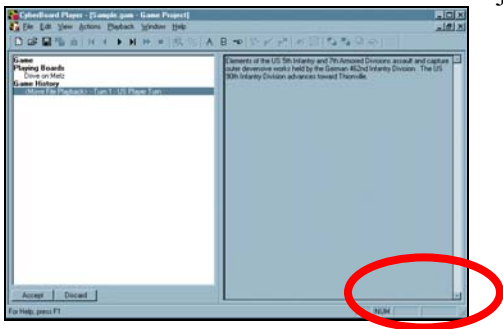 CyberBoard Player - [Sample.gam - Game Project]
File Edit View Actions Playback Window Help
A B
Game
Playing Boards
Drive on Metz
Game History
(Move File Playback) - Turn 1 - US Player Turn
Elements of the US 5th Infantry and 7th Armored Divisions assault and capture
outer devensive works held by the German 462nd Infantry Division. The US
90th Infantry Division advances toward Thionville.
Accept Discard
For Help, press F1
NUM